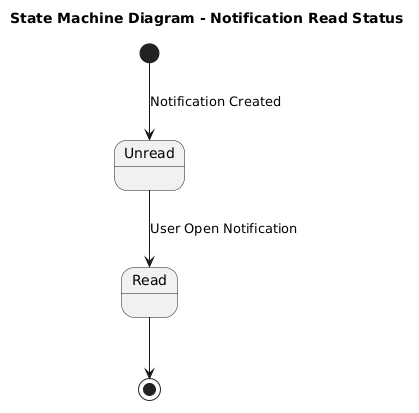 State Machine Diagram - Notification Read Status
Notification Created
Unread
User Open Notification
Read